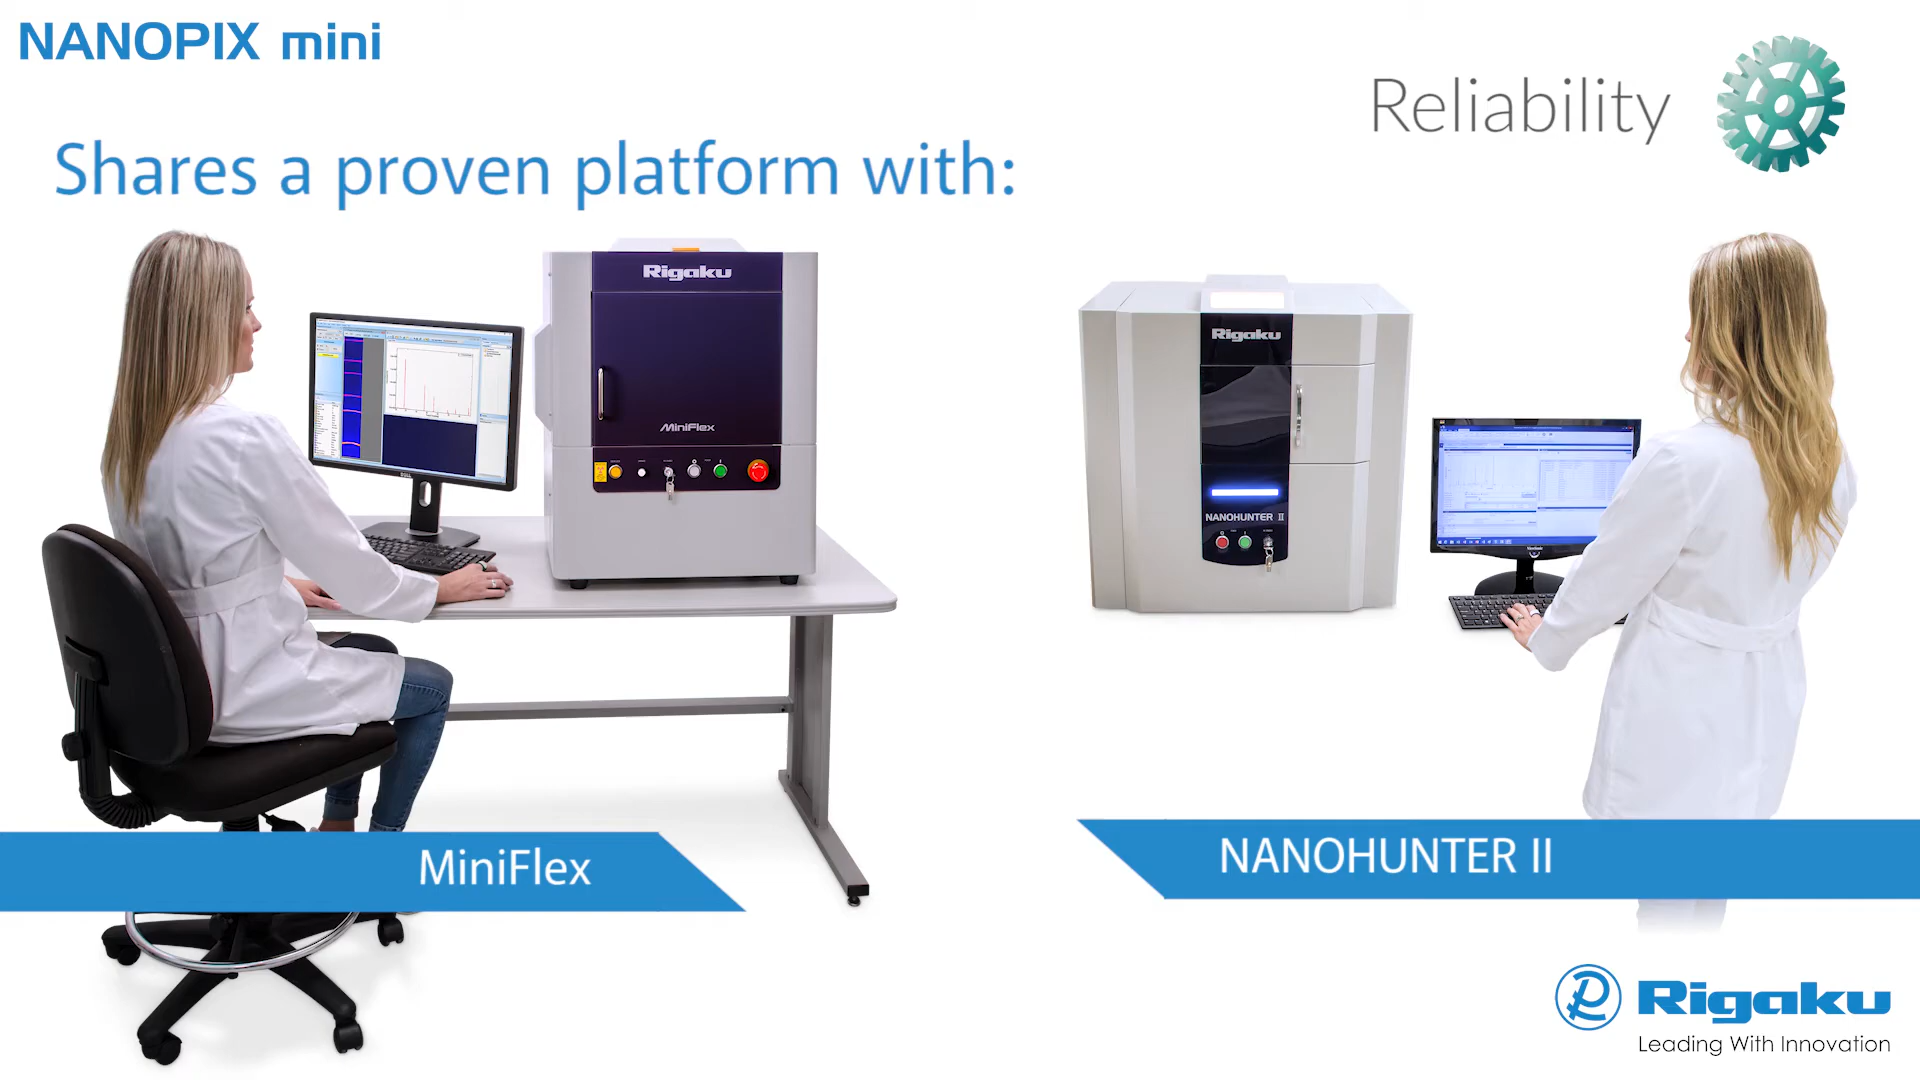 NANOPIX mini
Reliability
Shares a proven platform with:
Rigaku
MiniFlex
Rigaku
NANOHUNTER II
MiniFlex
NANOHUNTER II
Rigaku
Leading With Innovation